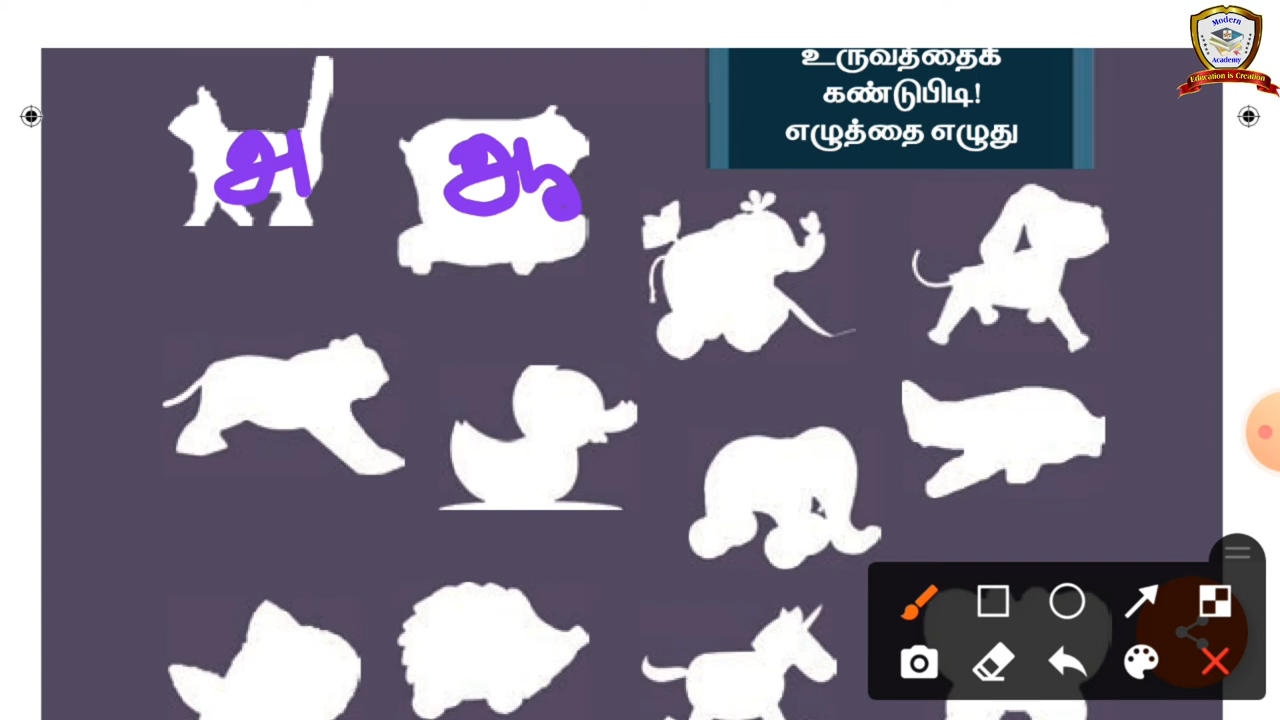 Modern
Academy
Education is Creation
உருவத்தைக்
கண்டுபிடி!
எழுத்தை எழுது
அ
ஆ